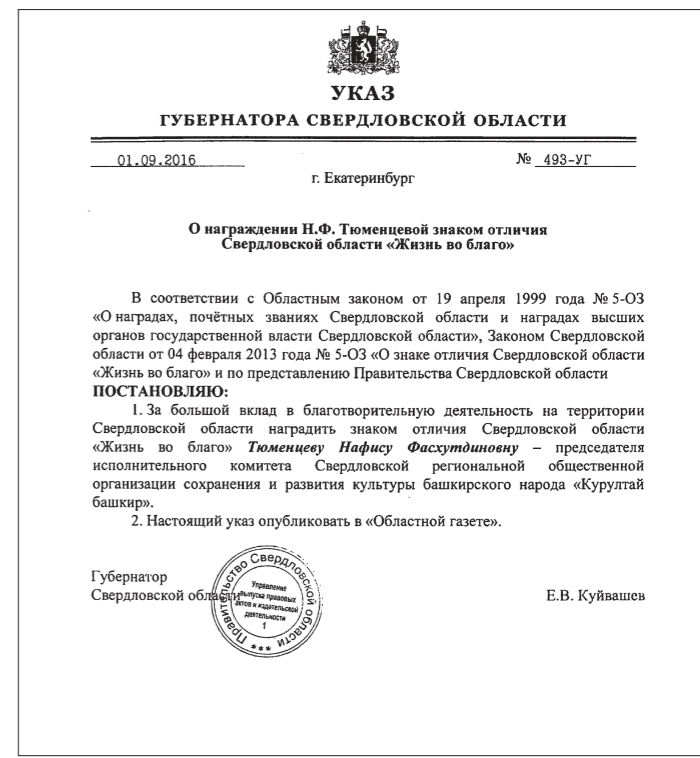 УКАЗ
ГУБЕРНАТОРА СВЕРДЛОВСКОЙ ОБЛАСТИ
01.09.2016 № 493-УГ
г. Екатеринбург
О награждении Н.Ф. Тюменцевой знаком отличия
Свердловской области «Жизнь во благо»
В соответствии с Областным законом от 19 апреля 1999 года № 5-ОЗ
«О наградах, почётных званиях Свердловской области и наградах высших
органов государственной власти Свердловской области», Законом Свердловской
области от 04 февраля 2013 года № 5-ОЗ «О знаке отличия Свердловской области
«Жизнь во благо» и по представлению Правительства Свердловской области
ПОСТАНОВЛЯЮ:
1. За большой вклад в благотворительную деятельность на территории
Свердловской области наградить знаком отличия Свердловской области
«Жизнь во благо» Тюменцеву Нафису Фасхутдиновну – председателя
исполнительного комитета Свердловской региональной общественной
организации сохранения и развития культуры башкирского народа «Курултай
башкир».
2. Настоящий указ опубликовать в «Областной газете».
Губернатор
Свердловской области Е.В. Куйвашев
Правительство Свердловской области ***
Управление
выпуска правовых
актов и издательской
деятельности
1